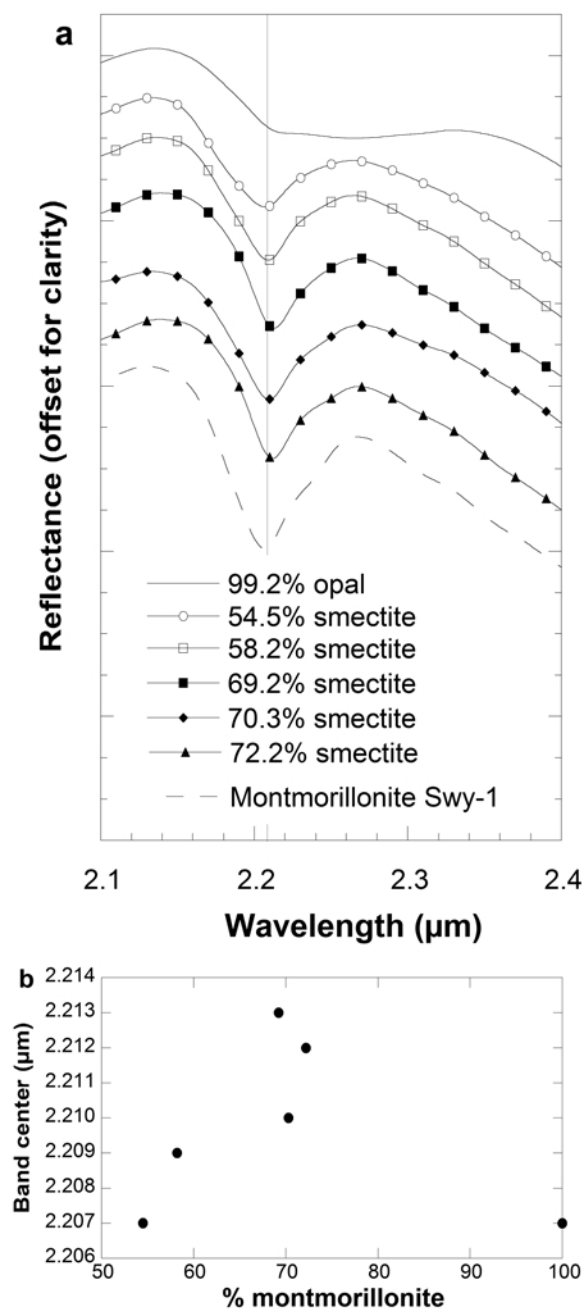 a
Reflectance (offset for clarity)
99.2% opal
54.5% smectite
58.2% smectite
69.2% smectite
70.3% smectite
72.2% smectite
Montmorillonite Swy-1
2.1 2.2 2.3 2.4
Wavelength (µm)
b
Band center (µm)
2.214
2.213
2.212
2.211
2.210
2.209
2.208
2.207
2.206
50 60 70 80 90 100
% montmorillonite